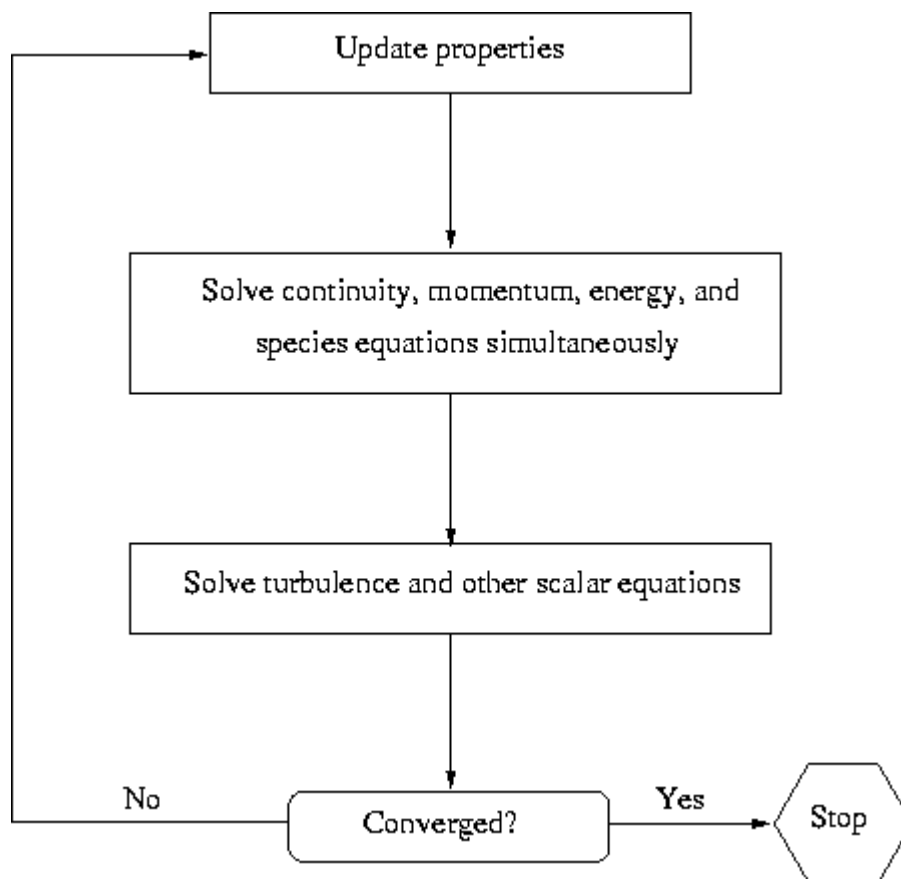 Update properties
Solve continuity, momentum, energy, and
species equations simultaneously
Solve turbulence and other scalar equations
No
Converged?
Yes
Stop